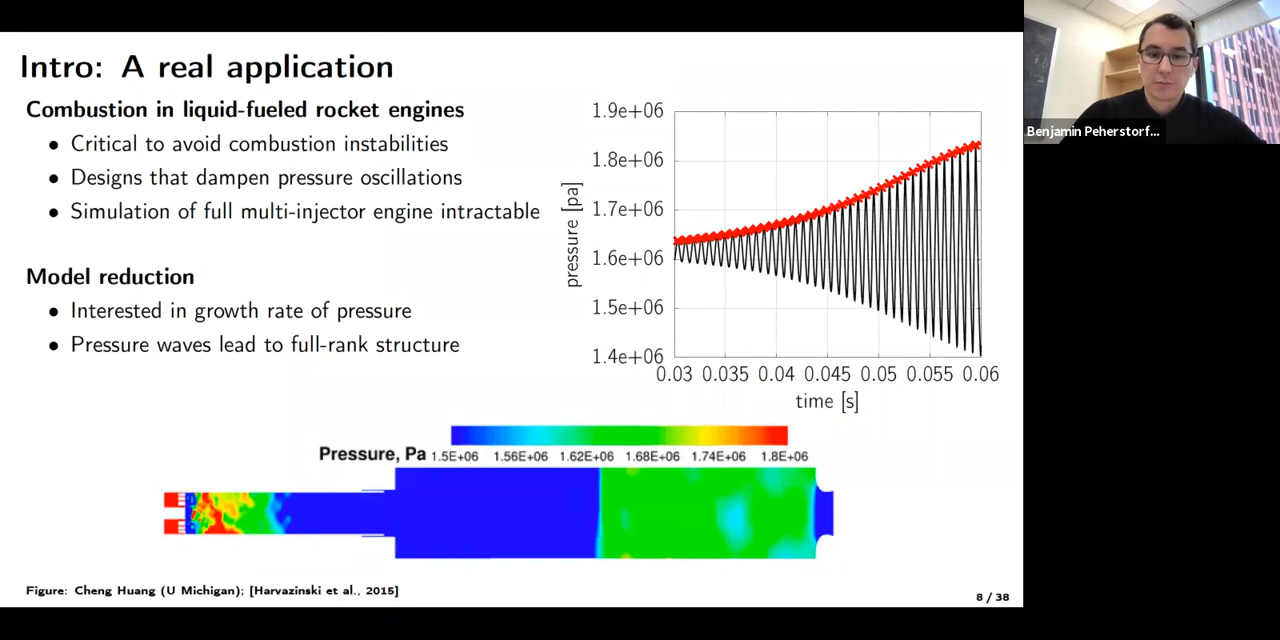 Intro: A real application
Combustion in liquid-fueled rocket engines
• Critical to avoid combustion instabilities
• Designs that dampen pressure oscillations
• Simulation of full multi-injector engine intractable
Model reduction
• Interested in growth rate of pressure
• Pressure waves lead to full-rank structure
pressure [pa]
1.9e+06
1.8e+06
1.7e+06
1.6e+06
1.5e+06
1.4e+06
0.03 0.035 0.04 0.045 0.05 0.055 0.06
time [s]
Pressure, Pa 1.5E+06 1.56E+06 1.62E+06 1.68E+06 1.74E+06 1.8E+06
Figure: Cheng Huang (U Michigan); [Harvazinski et al., 2015]
8 / 38
Benjamin Peherstorf...